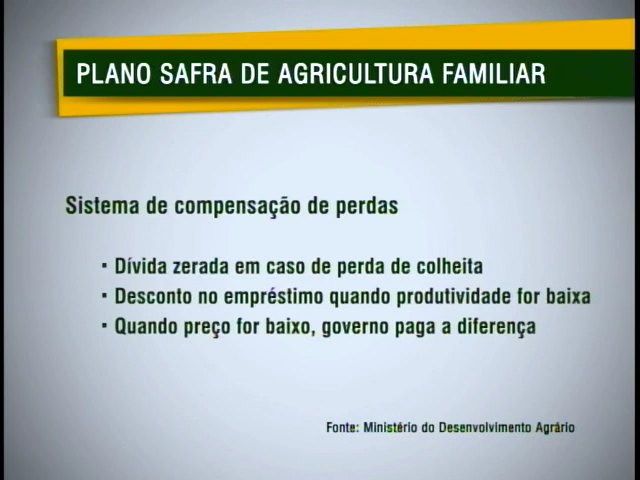 PLANO SAFRA DE AGRICULTURA FAMILIAR
Sistema de compensação de perdas
▪ Dívida zerada em caso de perda de colheita
▪ Desconto no empréstimo quando produtividade for baixa
▪ Quando preço for baixo, governo paga a diferença
Fonte: Ministério do Desenvolvimento Agrário